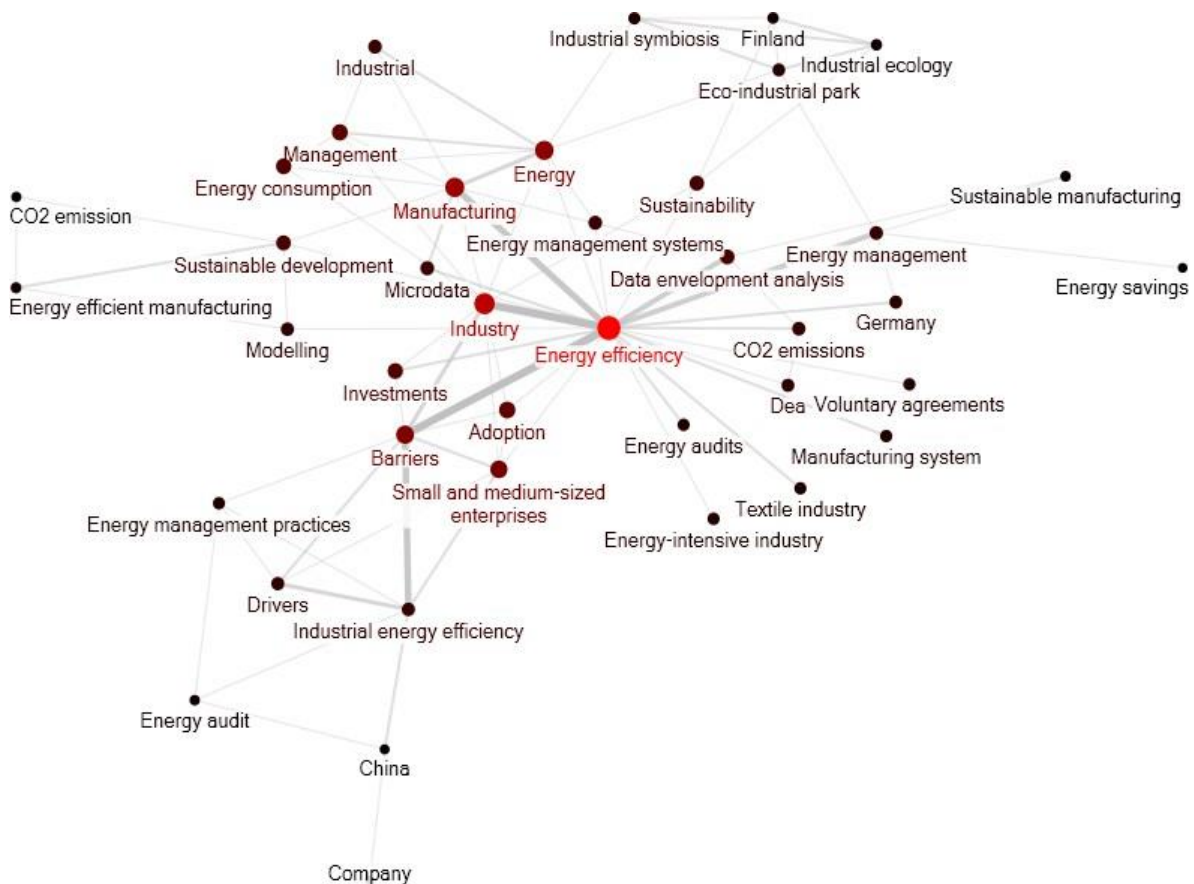 Industrial symbiosis
Finland
Industrial
Industrial ecology
Eco-industrial park
Management
Energy
Energy consumption
Sustainable manufacturing
Sustainability
CO2 emission
Manufacturing
Energy management systems
Energy management
Sustainable development
Data envelopment analysis
Microdata
Energy savings
Energy efficient manufacturing
Germany
Industry
Modelling
Energy efficiency
CO2 emissions
Investments
Dea
Voluntary agreements
Adoption
Energy audits
Barriers
Manufacturing system
Small and medium-sized
enterprises
Textile industry
Energy management practices
Energy-intensive industry
Drivers
Industrial energy efficiency
Energy audit
China
Company